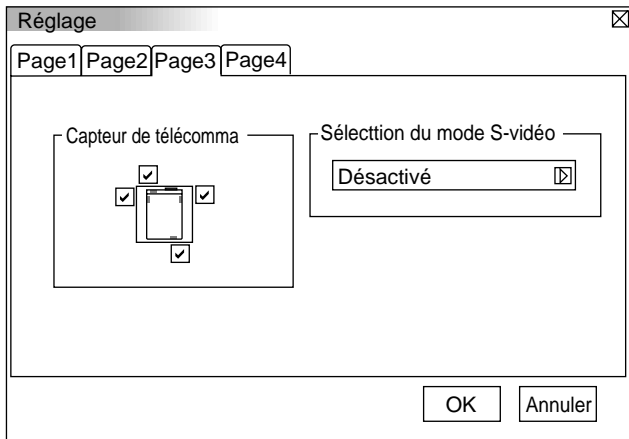 Réglage
Page1 Page2 Page3 Page4
Capteur de télécomma
Sélecttion du mode S-vidéo
Désactivé
OK Annuler